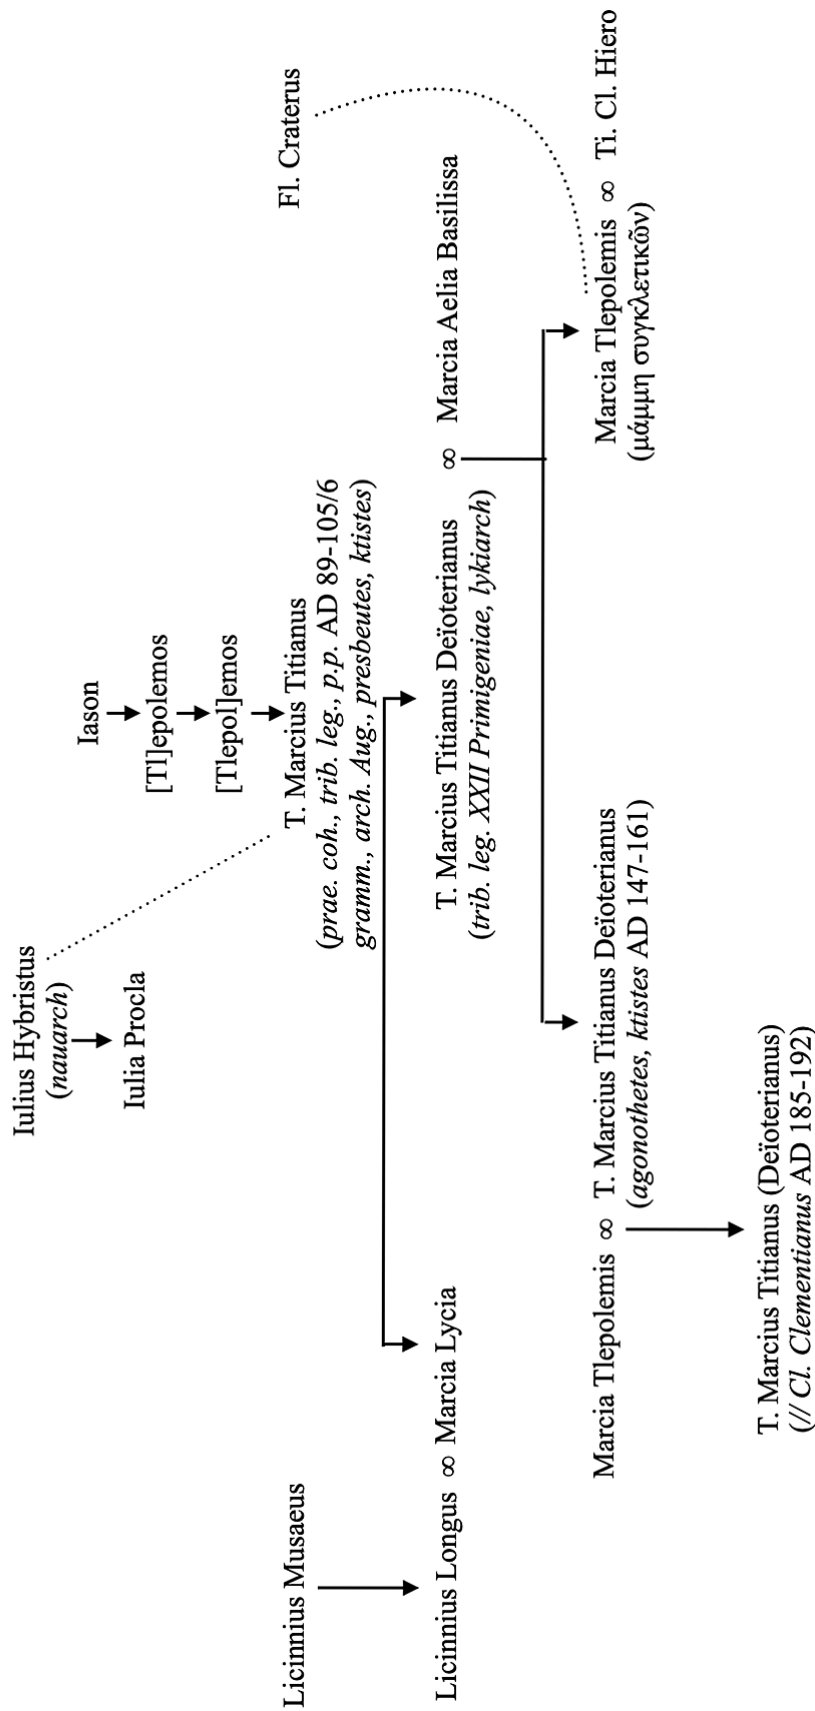 Iulius Hybristus
(nauarch)
Iulia Procla
Iason
[Tl]epolemos
[Tlepol]emos
Licinnius Musaeus
T. Marcius Titianus
(prae. coh., trib. leg., p.p. AD 89-105/6
gramm., arch. Aug., presbeutes, ktistes)
Fl. Craterus
Licinnius Longus ∞ Marcia Lycia
T. Marcius Titianus Deïoterianus ∞ Marcia Aelia Basilissa
(trib. leg. XXII Primigeniae, lykiarch)
Marcia Tlepolemis ∞ T. Marcius Titianus Deïoterianus
(agonothetes, ktistes AD 147-161)
Marcia Tlepolemis ∞ Ti. Cl. Hiero
(μάμμη συγκλετικῶν)
T. Marcius Titianus (Deïoterianus)
(// Cl. Clementianus AD 185-192)